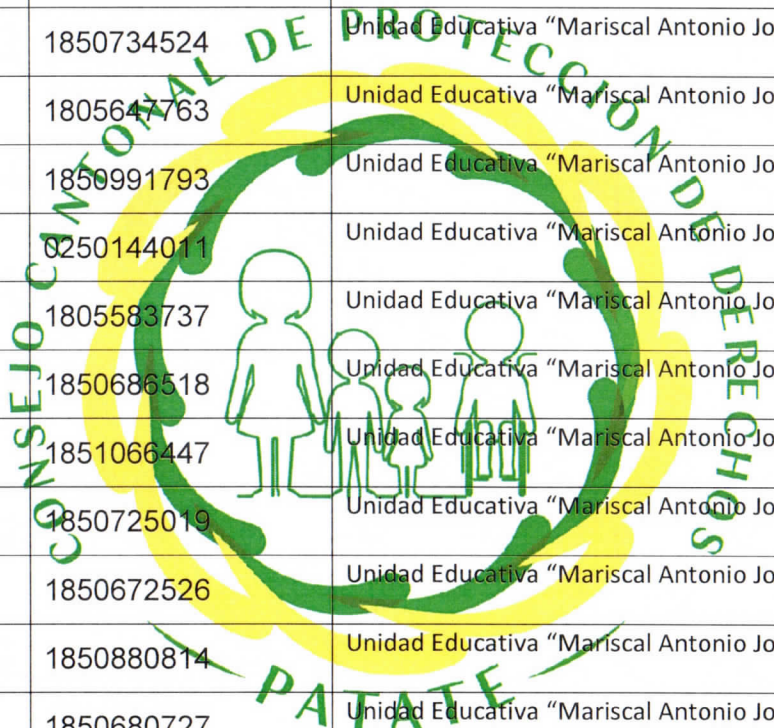 1850734524 Unidad Educativa “Mariscal Antonio Jo
1805647763 Unidad Educativa “Mariscal Antonio Jo
1850991793 Unidad Educativa “Mariscal Antonio Jo
0250144011 Unidad Educativa “Mariscal Antonio Jo
1805583737 Unidad Educativa “Mariscal Antonio Jo
1850686518 Unidad Educativa “Mariscal Antonio Jo
1851066447 Unidad Educativa “Mariscal Antonio Jo
1850725019 Unidad Educativa “Mariscal Antonio Jo
1850672526 Unidad Educativa “Mariscal Antonio Jo
1850880814 Unidad Educativa “Mariscal Antonio Jo
1850680727 Unidad Educativa “Mariscal Antonio Jo
CONSEJO CANTONAL DE PROTECCION DE DERECHOS
PATATE